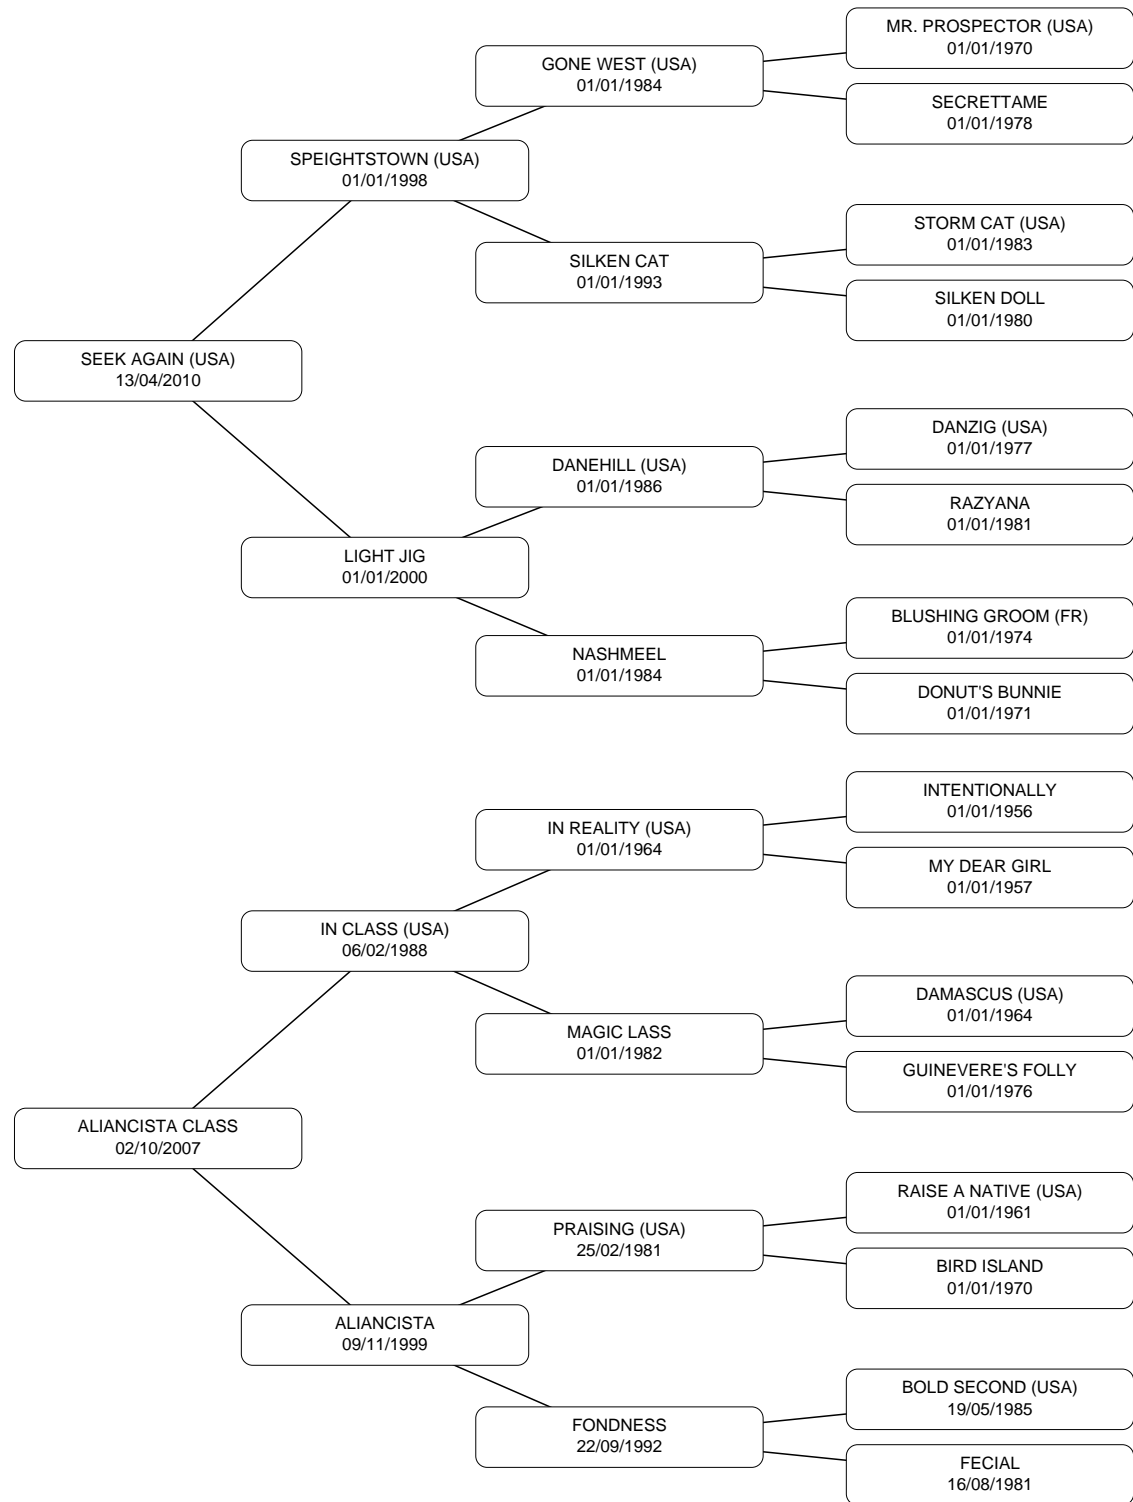 MR. PROSPECTOR (USA)
01/01/1970
GONE WEST (USA)
01/01/1984
SECRETTAME
01/01/1978
SPEIGHTSTOWN (USA)
01/01/1998
STORM CAT (USA)
01/01/1983
SILKEN CAT
01/01/1993
SILKEN DOLL
01/01/1980
SEEK AGAIN (USA)
13/04/2010
DANZIG (USA)
01/01/1977
DANEHILL (USA)
01/01/1986
RAZYANA
01/01/1981
LIGHT JIG
01/01/2000
BLUSHING GROOM (FR)
01/01/1974
NASHMEEL
01/01/1984
DONUT'S BUNNIE
01/01/1971
INTENTIONALLY
01/01/1956
IN REALITY (USA)
01/01/1964
MY DEAR GIRL
01/01/1957
IN CLASS (USA)
06/02/1988
DAMASCUS (USA)
01/01/1964
MAGIC LASS
01/01/1982
GUINEVERE'S FOLLY
01/01/1976
ALIANCISTA CLASS
02/10/2007
RAISE A NATIVE (USA)
01/01/1961
PRAISING (USA)
25/02/1981
BIRD ISLAND
01/01/1970
ALIANCISTA
09/11/1999
BOLD SECOND (USA)
19/05/1985
FONDNESS
22/09/1992
FECIAL
16/08/1981